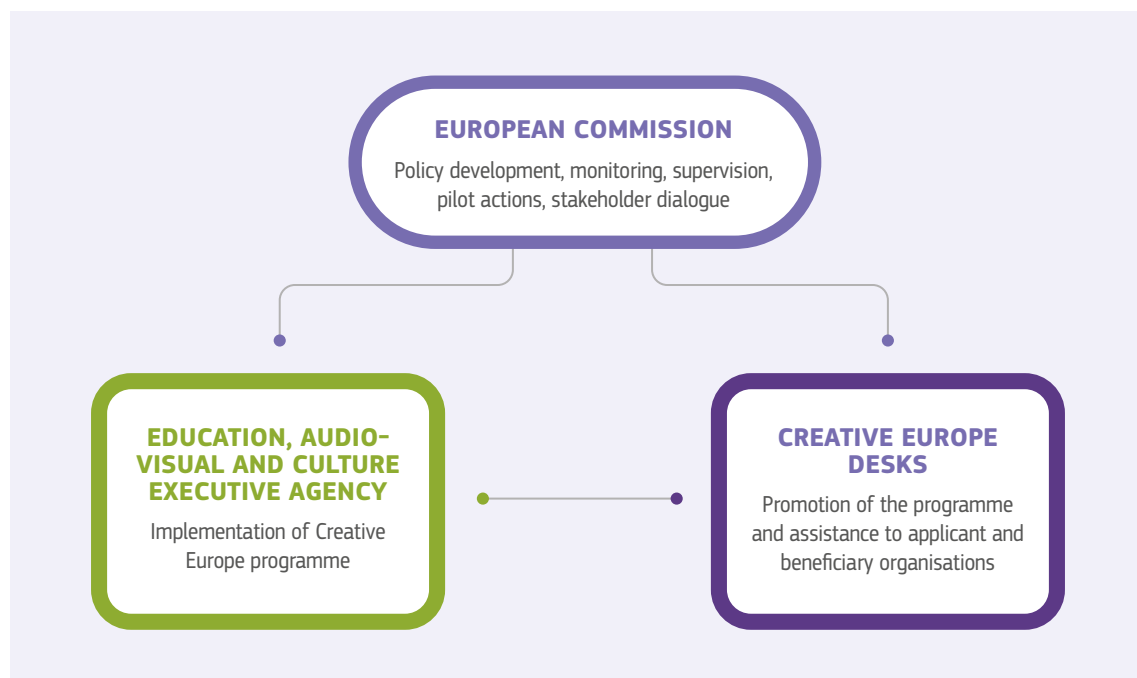 EUROPEAN COMMISSION
Policy development, monitoring, supervision,
pilot actions, stakeholder dialogue
EDUCATION, AUDIO-
VISUAL AND CULTURE
EXECUTIVE AGENCY
Implementation of Creative
Europe programme
CREATIVE EUROPE
DESKS
Promotion of the programme
and assistance to applicant and
beneficiary organisations